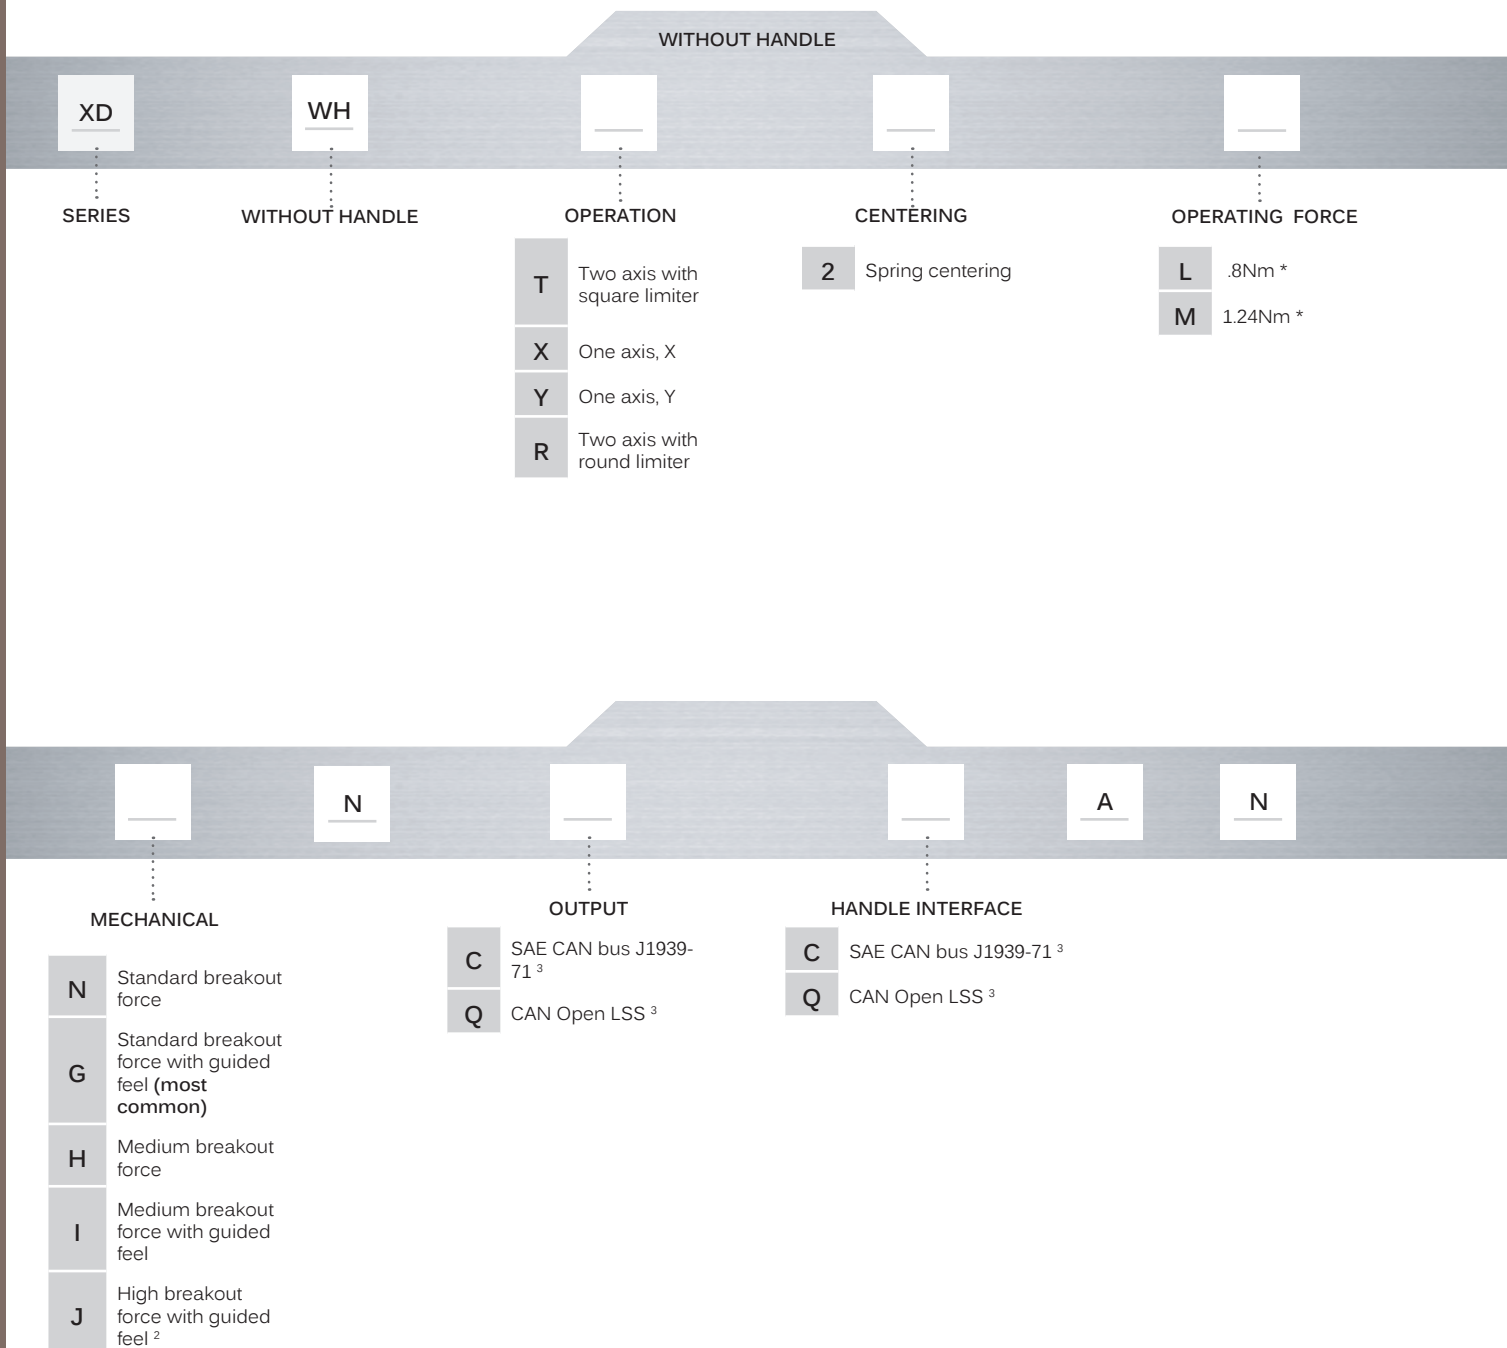 WITHOUT HANDLE
XD
WH
SERIES
WITHOUT HANDLE
OPERATION
CENTERING
OPERATING FORCE
T
Two axis with
square limiter
X
One axis, X
Y
One axis, Y
R
Two axis with
round limiter
2
Spring centering
L
.8Nm *
M
1.24Nm *
N
A
N
MECHANICAL
OUTPUT
HANDLE INTERFACE
N
Standard breakout
force
G
Standard breakout
force with guided
feel (most
common)
H
Medium breakout
force
I
Medium breakout
force with guided
feel
J
High breakout
force with guided
feel ²
C
SAE CAN bus J1939-
71 ³
Q
CAN Open LSS ³
C
SAE CAN bus J1939-71 ³
Q
CAN Open LSS ³